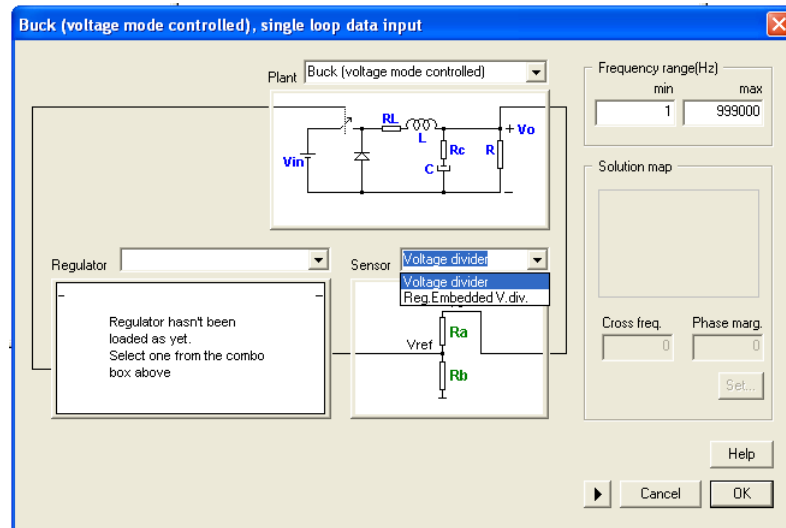 Buck (voltage mode controlled), single loop data input
Plant Buck (voltage mode controlled)
RL
L
+ Vo
Rc
R
Vin
C
Frequency range(Hz)
min max
1 999000
Solution map
Regulator
Sensor Voltage divider
Voltage divider
Reg.Embedded V.div.
Regulator hasn't been
loaded as yet.
Select one from the combo
box above
Ra
Vref
Rb
Cross freq. Phase marg.
0 0
Set...
Help
Cancel OK